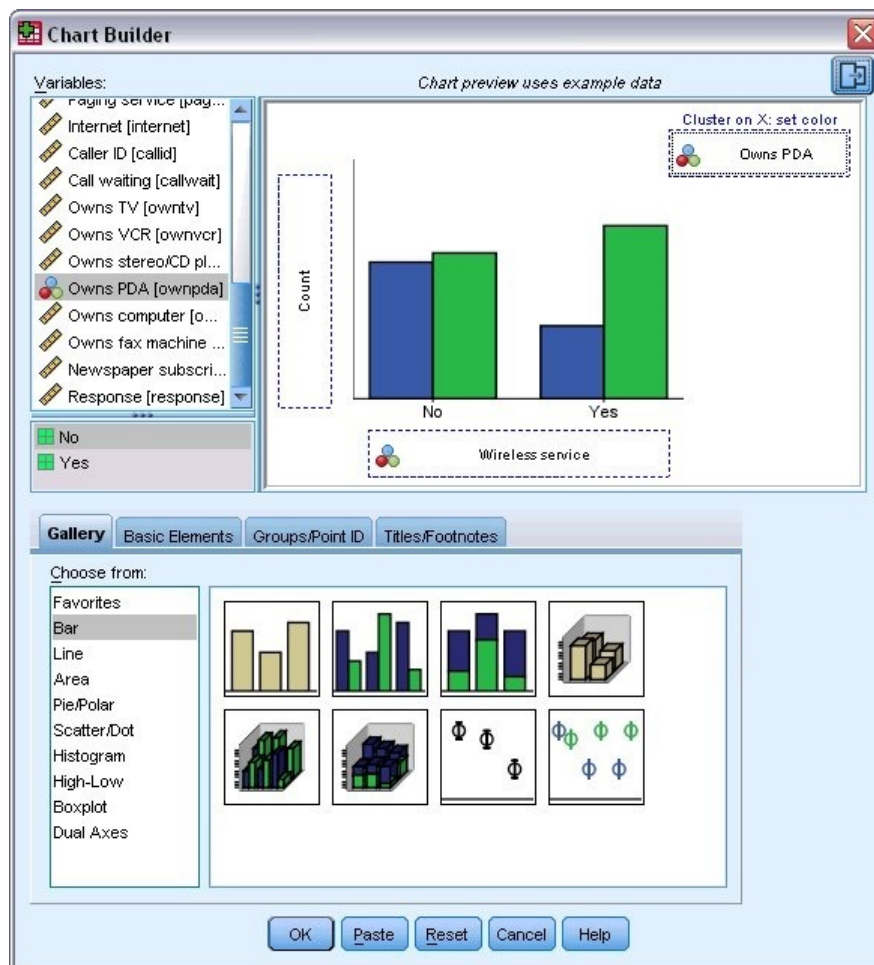 Chart Builder
Variables:
Chart preview uses example data
Paging service [pag...
Internet [internet]
Caller ID [callid]
Call waiting [callwait]
Owns TV [owntv]
Owns VCR [ownvcr]
Owns stereo/CD pl...
Owns PDA [ownpda]
Owns computer [o...
Owns fax machine ...
Newspaper subscri...
Response [response]
No
Yes
Cluster on X: set color
Owns PDA
Count
No Yes
Wireless service
Gallery Basic Elements Groups/Point ID Titles/Footnotes
Choose from:
Favorites
Bar
Line
Area
Pie/Polar
Scatter/Dot
Histogram
High-Low
Boxplot
Dual Axes
OK Paste Reset Cancel Help